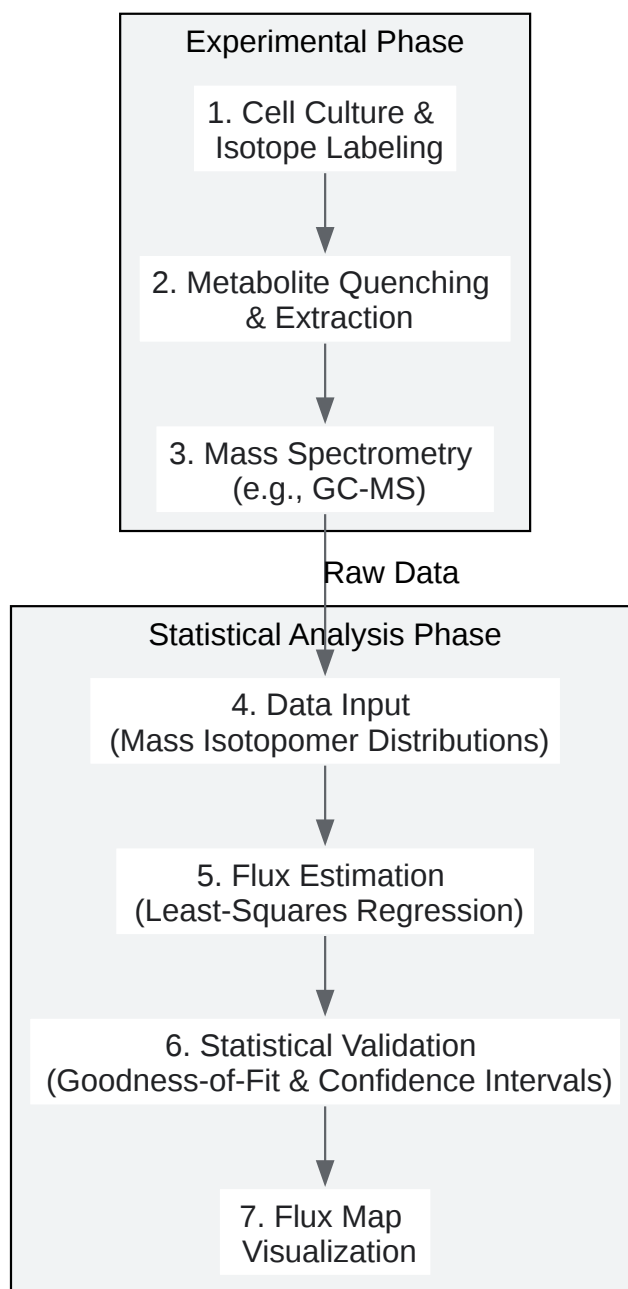 Experimental Phase
1. Cell Culture &
Isotope Labeling
2. Metabolite Quenching
& Extraction
3. Mass Spectrometry
(e.g., GC-MS)
Raw Data
Statistical Analysis Phase
4. Data Input
(Mass Isotopomer Distributions)
5. Flux Estimation
(Least-Squares Regression)
6. Statistical Validation
(Goodness-of-Fit & Confidence Intervals)
7. Flux Map
Visualization